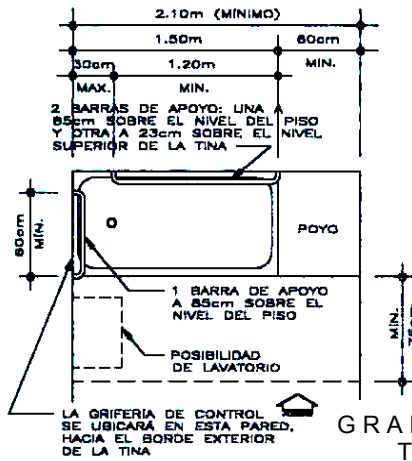 2.10m (MÍNIMO)
1.50m
60cm
30cm
1.20m
MIN.
MAX.
MIN.
2 BARRAS DE APOYO: UNA A
85cm SOBRE EL NIVEL DEL PISO
Y OTRA A 23cm SOBRE EL NIVEL
SUPERIOR DE LA TINA
60cm
MÍN.
POYO
1 BARRA DE APOYO
A 85cm SOBRE EL
NIVEL DEL PISO
MÍN.
POSIBILIDAD
DE LAVATORIO
LA GRIFERIA DE CONTROL
SE UBICARÁ EN ESTA PARED,
HACIA EL BORDE EXTERIOR
DE LA TINA